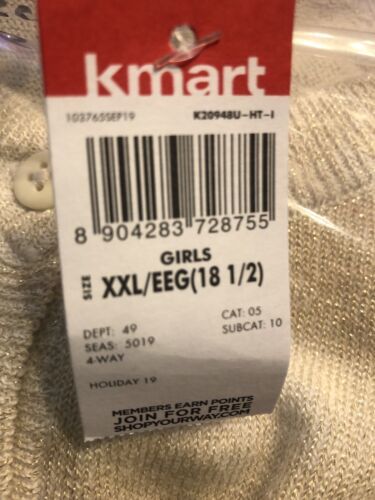 kmart
103765SEP19 K20948U-HT-I
8 904283 728755
GIRLS
SIZE XXL/EEG(18 1/2)
DEPT: 49 CAT: 05
SEAS: 5019 SUBCAT: 10
4-WAY
HOLIDAY 19
MEMBERS EARN POINTS
JOIN FOR FREE
SHOPYOURWAY.COM